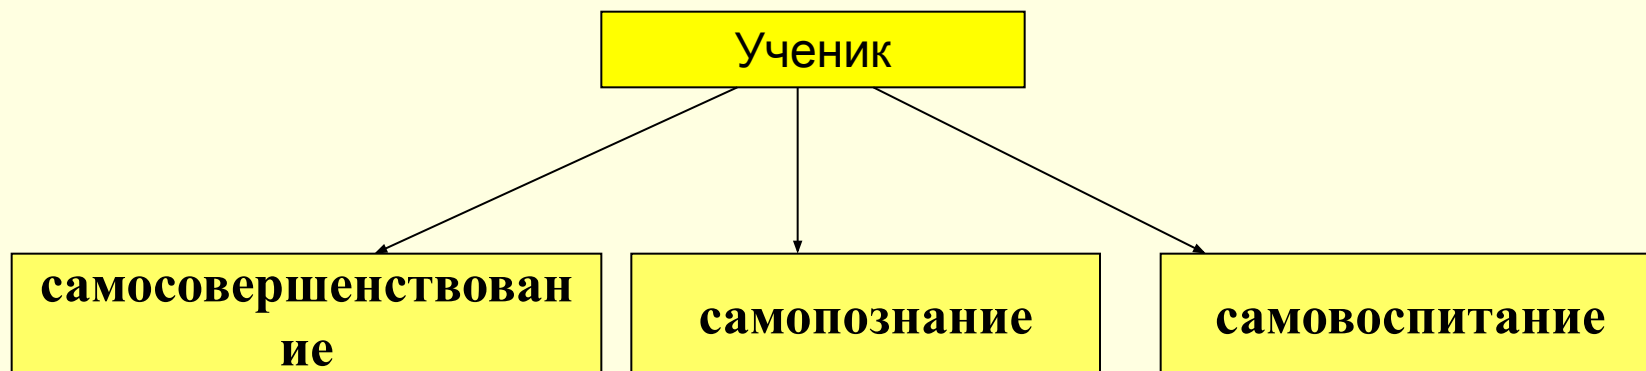 Ученик
самосовершенствован
ие
самопознание
самовоспитание